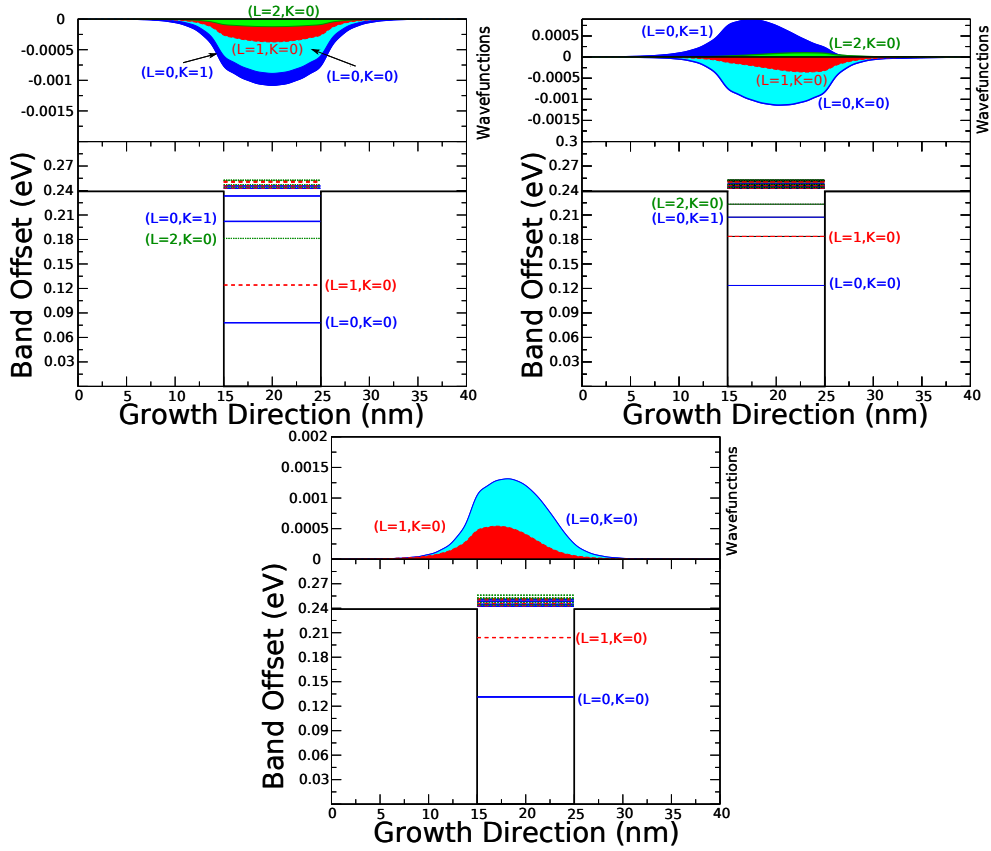 (L=2,K=0)
0
-0.0005
-0.001
-0.0015
(L=1,K=0)
(L=0,K=1)
(L=0,K=0)
Wavefunctions
0.27
0.24
0.21
0.18
0.15
0.12
0.09
0.06
0.03
Band Offset (eV)
(L=0,K=1)
(L=2,K=0)
(L=1,K=0)
(L=0,K=0)
0 5 10 15 20 25 30 35 40
Growth Direction (nm)
0.0005
0
-0.0005
-0.001
-0.0015
(L=0,K=1)
(L=2,K=0)
(L=1,K=0)
(L=0,K=0)
Wavefunctions
0.3
0.27
0.24
0.21
0.18
0.15
0.12
0.09
0.06
0.03
Band Offset (eV)
(L=2,K=0)
(L=0,K=1)
(L=1,K=0)
(L=0,K=0)
0 5 10 15 20 25 30 35 40
Growth Direction (nm)
0.002
0.0015
0.001
0.0005
0
(L=1,K=0)
(L=0,K=0)
Wavefunctions
0.27
0.24
0.21
0.18
0.15
0.12
0.09
0.06
0.03
Band Offset (eV)
(L=1,K=0)
(L=0,K=0)
0 5 10 15 20 25 30 35 40
Growth Direction (nm)